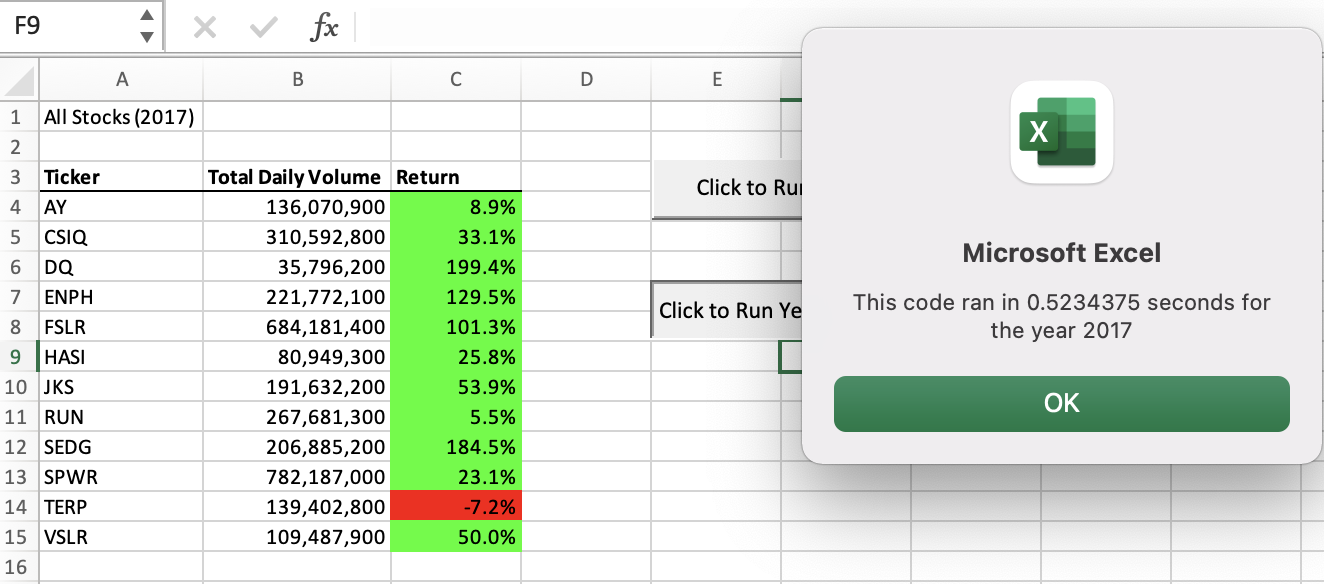 F9 fx
A B C D E
1 All Stocks (2017)
2
3 Ticker Total Daily Volume Return
4 AY 136,070,900 8.9%
5 CSIQ 310,592,800 33.1%
6 DQ 35,796,200 199.4%
7 ENPH 221,772,100 129.5%
8 FSLR 684,181,400 101.3%
9 HASI 80,949,300 25.8%
10 JKS 191,632,200 53.9%
11 RUN 267,681,300 5.5%
12 SEDG 206,885,200 184.5%
13 SPWR 782,187,000 23.1%
14 TERP 139,402,800 -7.2%
15 VSLR 109,487,900 50.0%
16
Click to Ru
Click to Run Ye
X
Microsoft Excel
This code ran in 0.5234375 seconds for
the year 2017
OK